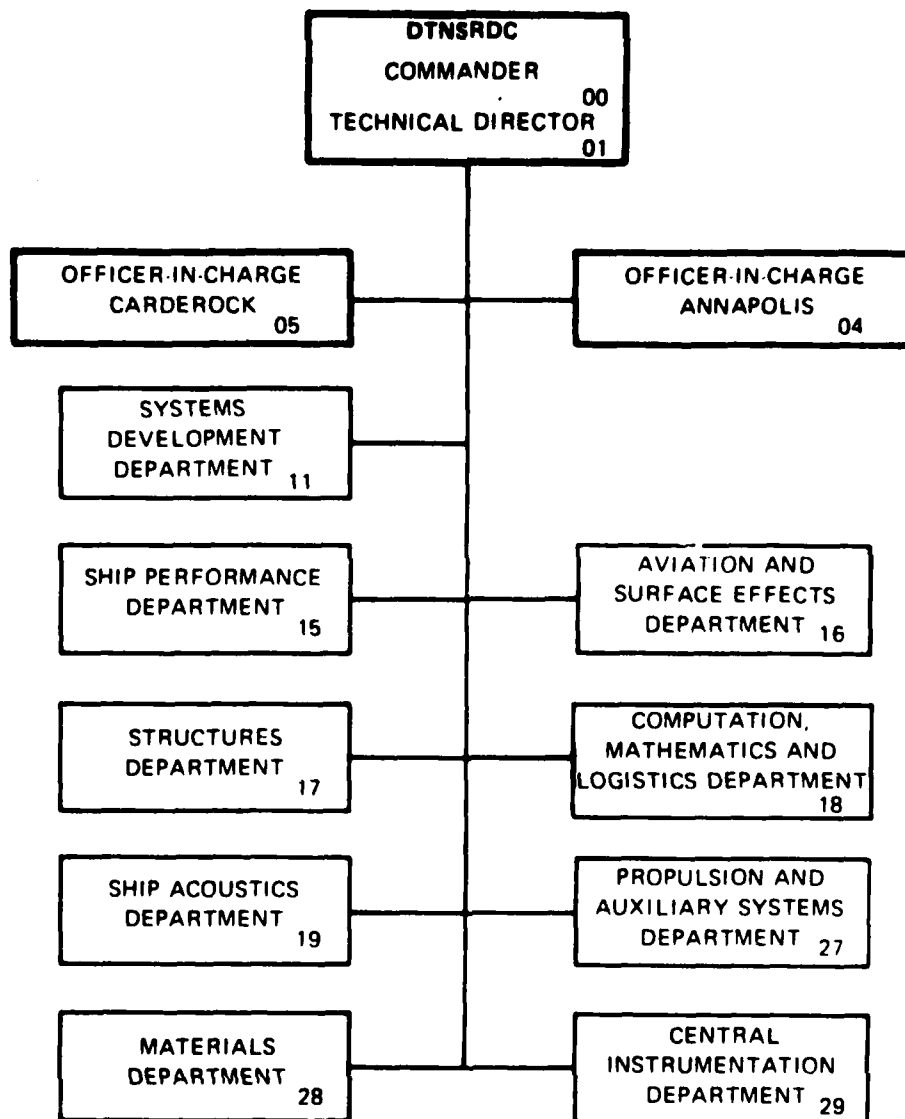 DTNSRDC
COMMANDER
00
TECHNICAL DIRECTOR
01
OFFICER-IN-CHARGE
CARDEROCK
05
OFFICER-IN-CHARGE
ANNAPOLIS
04
SYSTEMS
DEVELOPMENT
DEPARTMENT
11
SHIP PERFORMANCE
DEPARTMENT
15
AVIATION AND
SURFACE EFFECTS
DEPARTMENT
16
STRUCTURES
DEPARTMENT
17
COMPUTATION,
MATHEMATICS AND
LOGISTICS DEPARTMENT
18
SHIP ACOUSTICS
DEPARTMENT
19
PROPULSION AND
AUXILIARY SYSTEMS
DEPARTMENT
27
MATERIALS
DEPARTMENT
28
CENTRAL
INSTRUMENTATION
DEPARTMENT
29